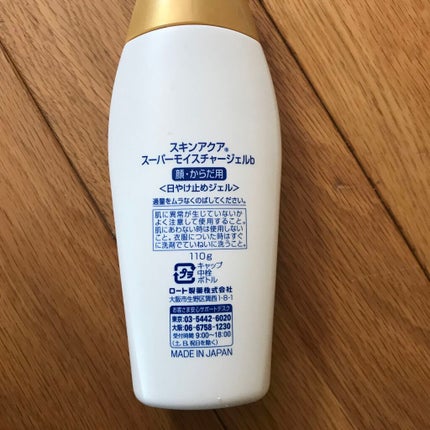 スキンアクア®
スーパーモイスチャージェルb
顔・からだ用
<日やけ止めジェル>
適量をムラなくのばしてください。
肌に異常が生じていないか
よく注意して使用すること。
肌にあわない時は使用しない
こと。衣服についた時はすぐ
に洗剤でていねいに洗うこと。
110g
プラ
キャップ
中栓
ボトル
ロート製薬株式会社
大阪市生野区巽西1-8-1
お客さま安心サポートデスク
東京:03-5442-6020
大阪:06-6758-1230
受付時間 9:00~18:00
(土、日、祝日を除く)
MADE IN JAPAN